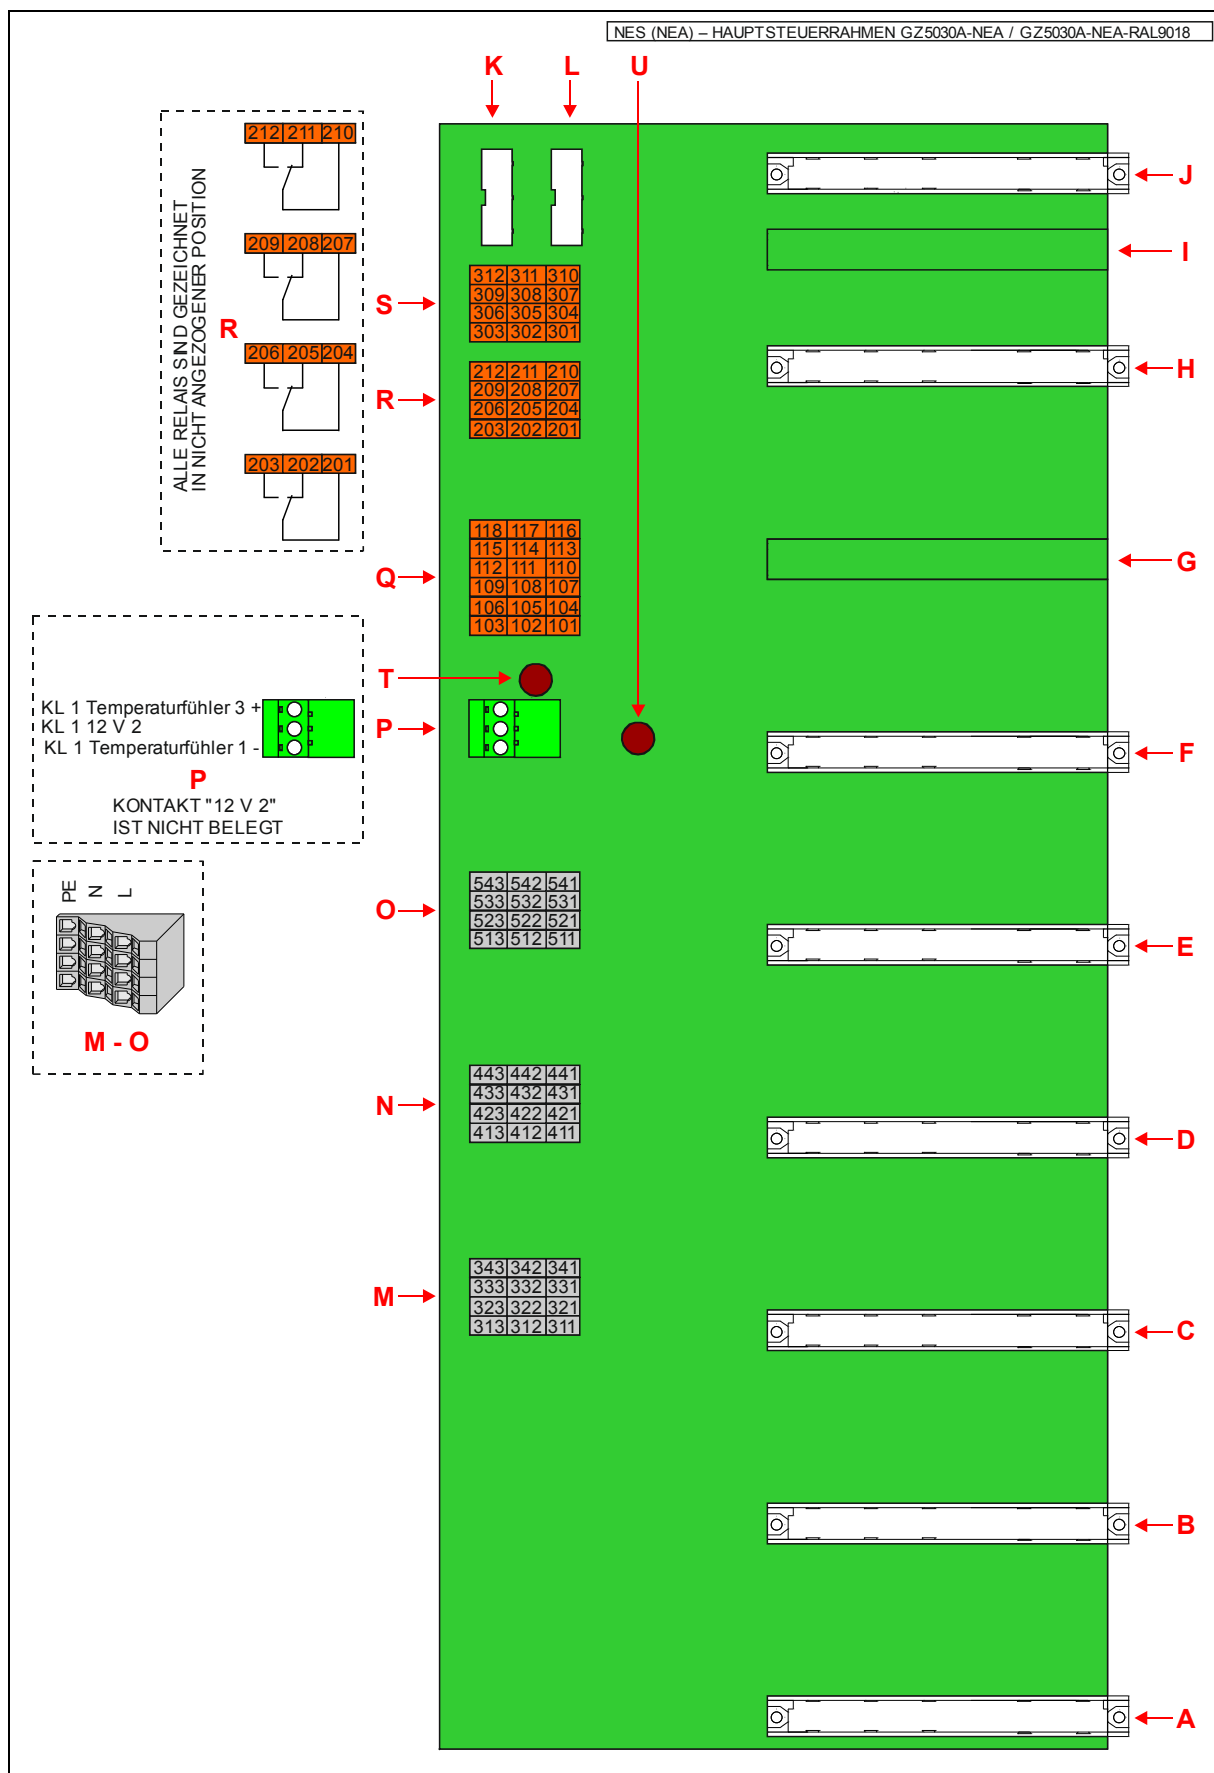 NES (NEA) – HAUPTSTEUERRAHMEN GZ5030A-NEA / GZ5030A-NEA-RAL9018
K
L
U
212 211 210
209 208 207
206 205 204
203 202 201
ALLE RELAIS SIND GEZEICHNET
IN NICHT ANGEZOGENER POSITION
R
J
I
H
G
F
E
D
C
B
A
S
312 311 310
309 308 307
306 305 304
303 302 301
R
212 211 210
209 208 207
206 205 204
203 202 201
Q
118 117 116
115 114 113
112 111 110
109 108 107
106 105 104
103 102 101
T
P
KL 1 Temperaturfühler 3 +
KL 1 12 V 2
KL 1 Temperaturfühler 1 -
P
KONTAKT "12 V 2"
IST NICHT BELEGT
PE
N
L
M - O
O
543 542 541
533 532 531
523 522 521
513 512 511
N
443 442 441
433 432 431
423 422 421
413 412 411
M
343 342 341
333 332 331
323 322 321
313 312 311